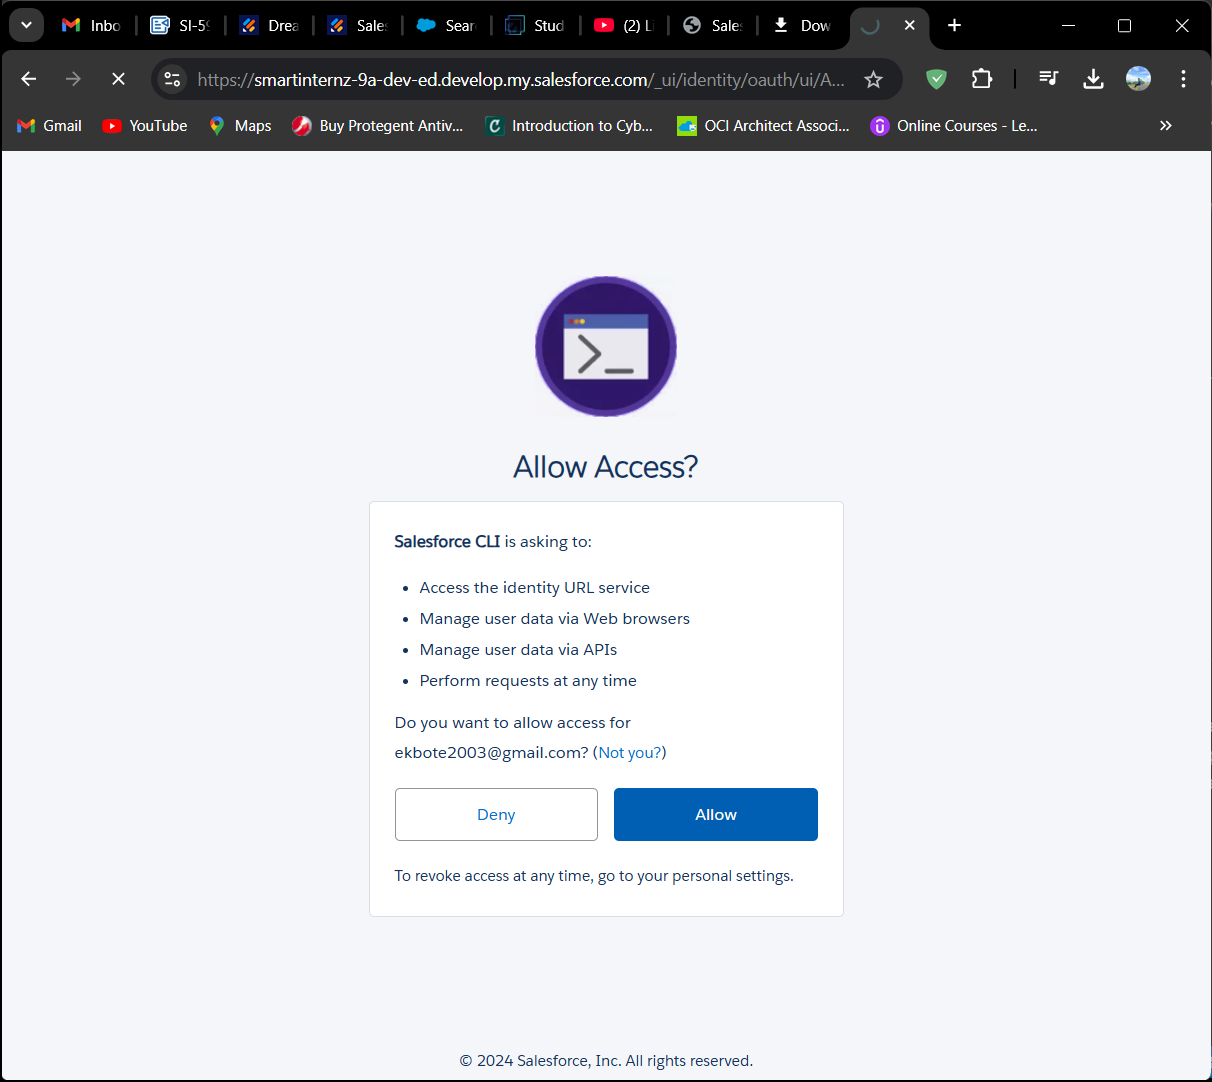 Inbo
SI-59
Drea
Sales
Sear
Stud
(2) Li
Sales
Dow
https://smartinternz-9a-dev-ed.develop.my.salesforce.com/_ui/identity/oauth/ui/A...
Gmail
YouTube
Maps
Buy Protegent Antiv...
Introduction to Cyb...
OCI Architect Associ...
Online Courses - Le...
Allow Access?
Salesforce CLI is asking to:
• Access the identity URL service
• Manage user data via Web browsers
• Manage user data via APIs
• Perform requests at any time
Do you want to allow access for
ekbote2003@gmail.com? (Not you?)
Deny
Allow
To revoke access at any time, go to your personal settings.
© 2024 Salesforce, Inc. All rights reserved.